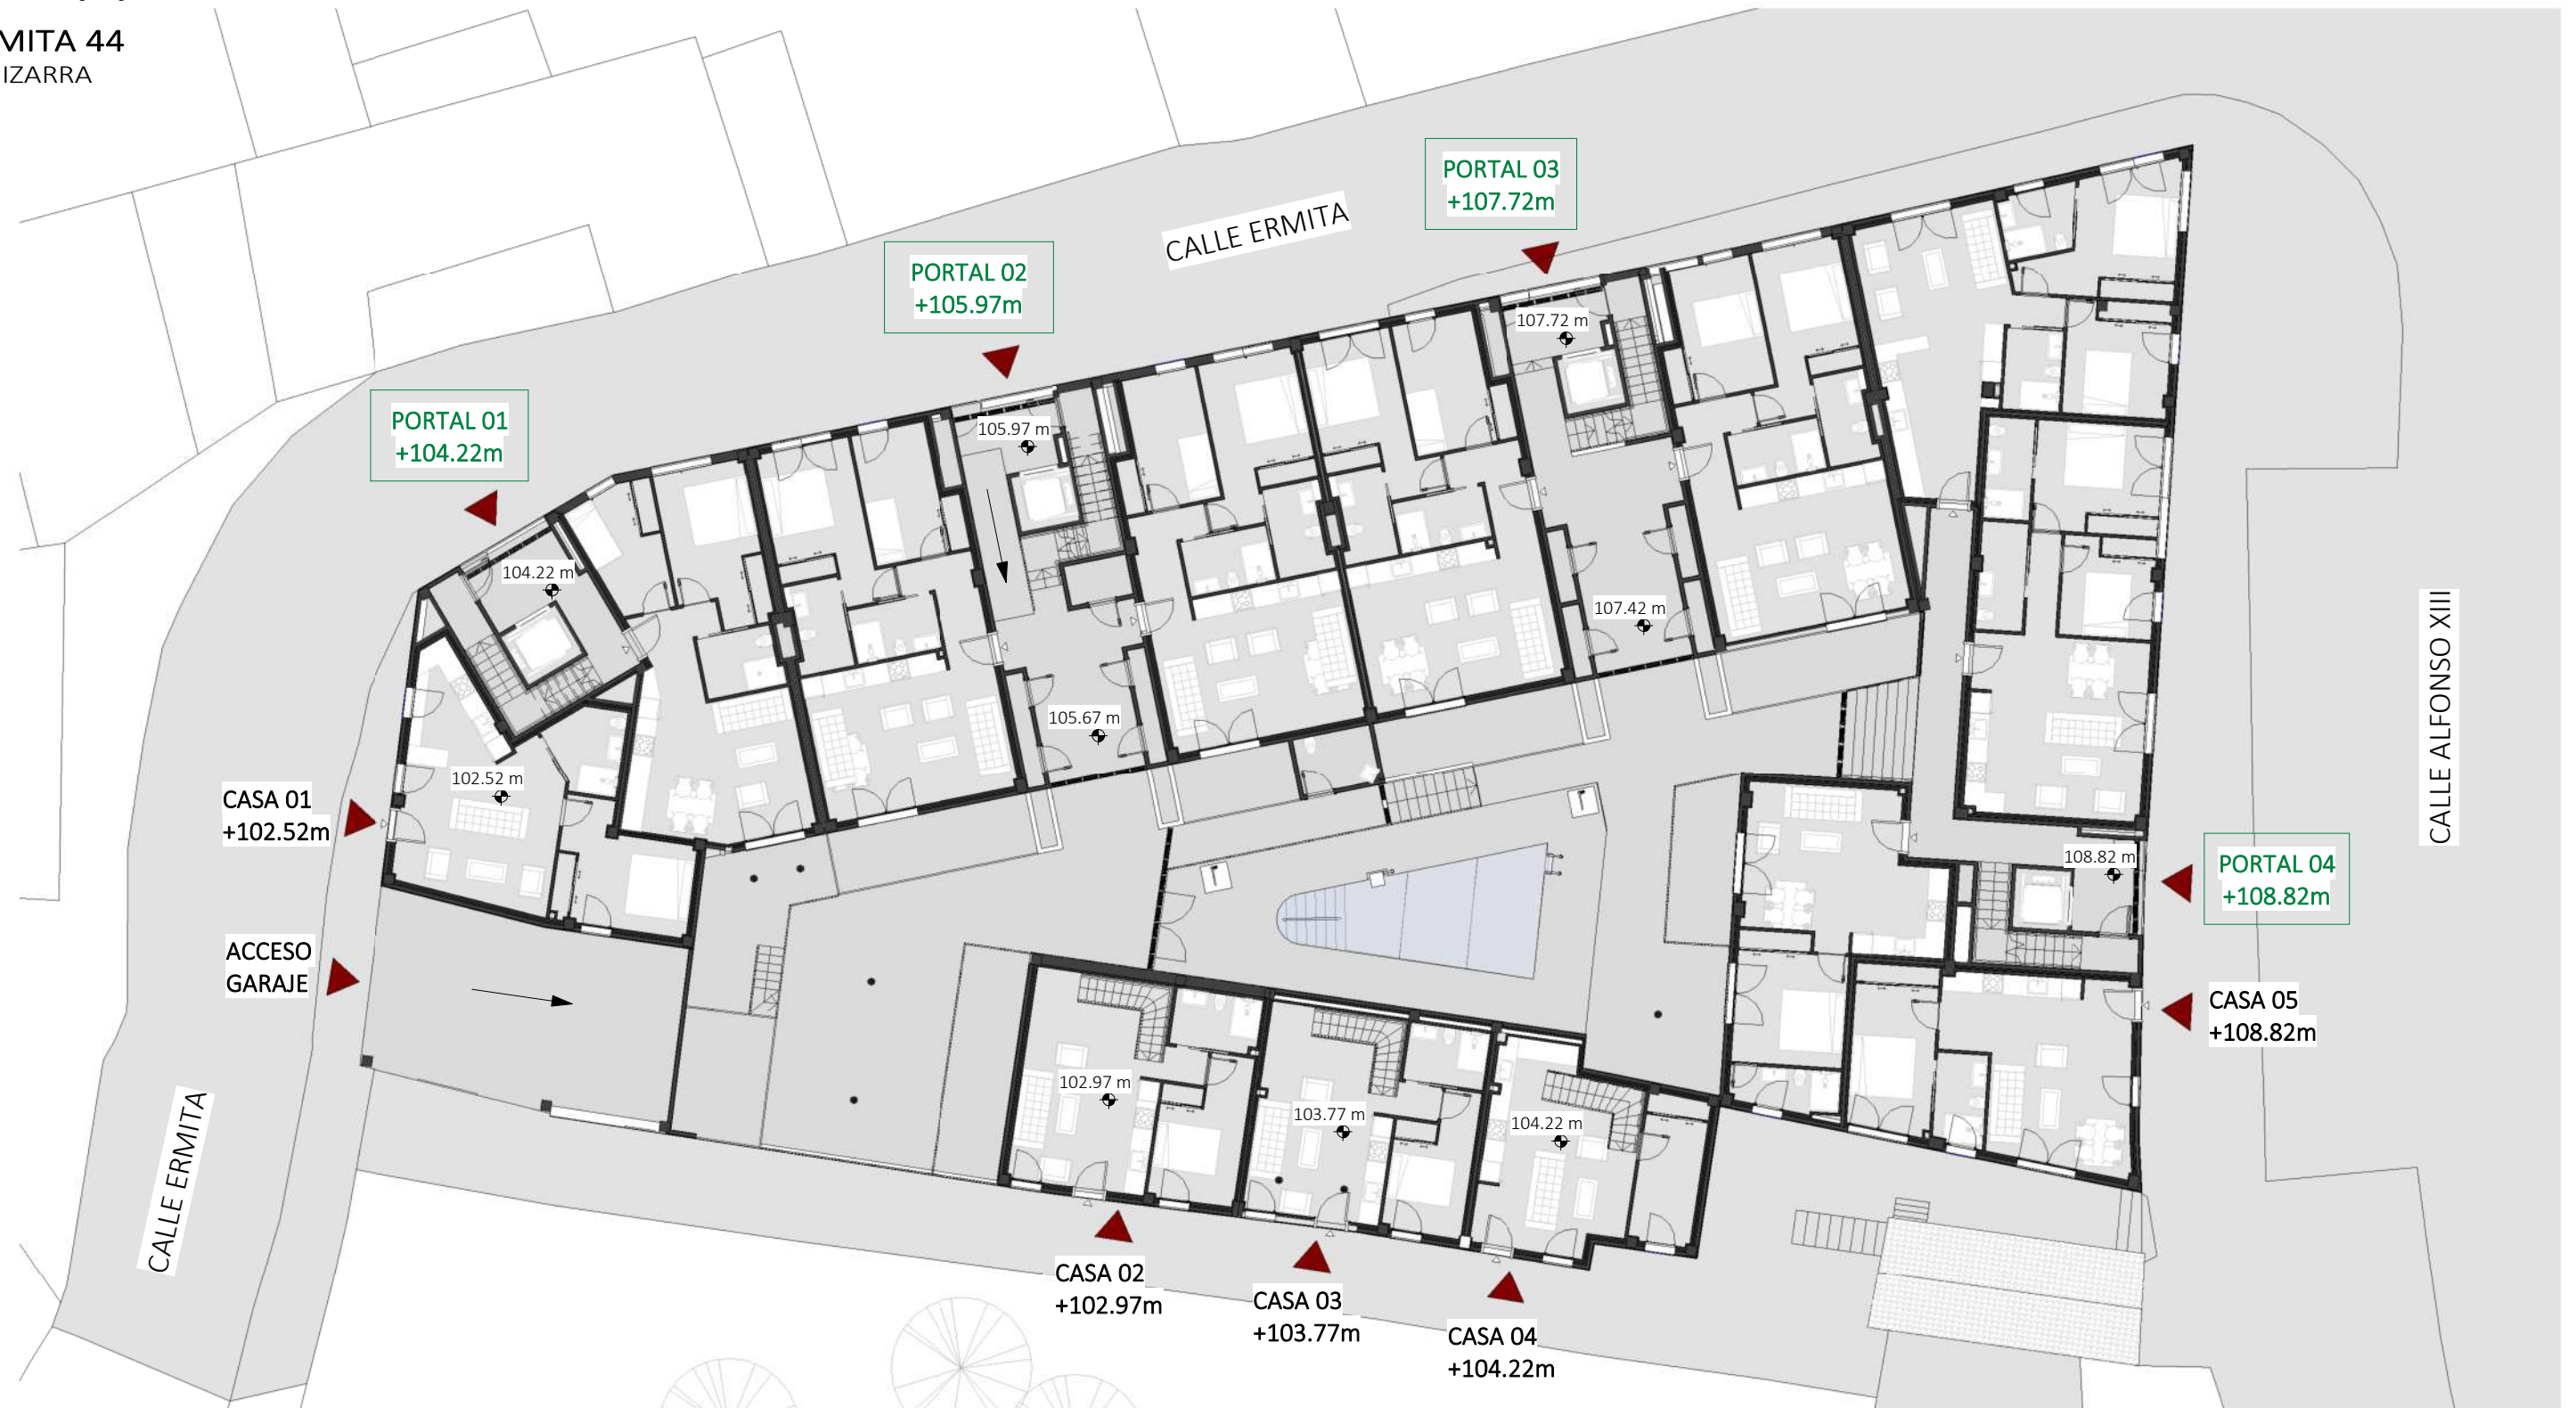 MITA 44
IZARRA
PORTAL 03
+107.72m
CALLE ERMITA
PORTAL 02
+105.97m
107.72 m
PORTAL 01
+104.22m
105.97 m
104.22 m
107.42 m
CALLE ALFONSO XIII
105.67 m
102.52 m
CASA 01
+102.52m
108.82 m
PORTAL 04
+108.82m
ACCESO
GARAJE
CASA 05
+108.82m
102.97 m
103.77 m
104.22 m
CALLE ERMITA
CASA 02
+102.97m
CASA 03
+103.77m
CASA 04
+104.22m